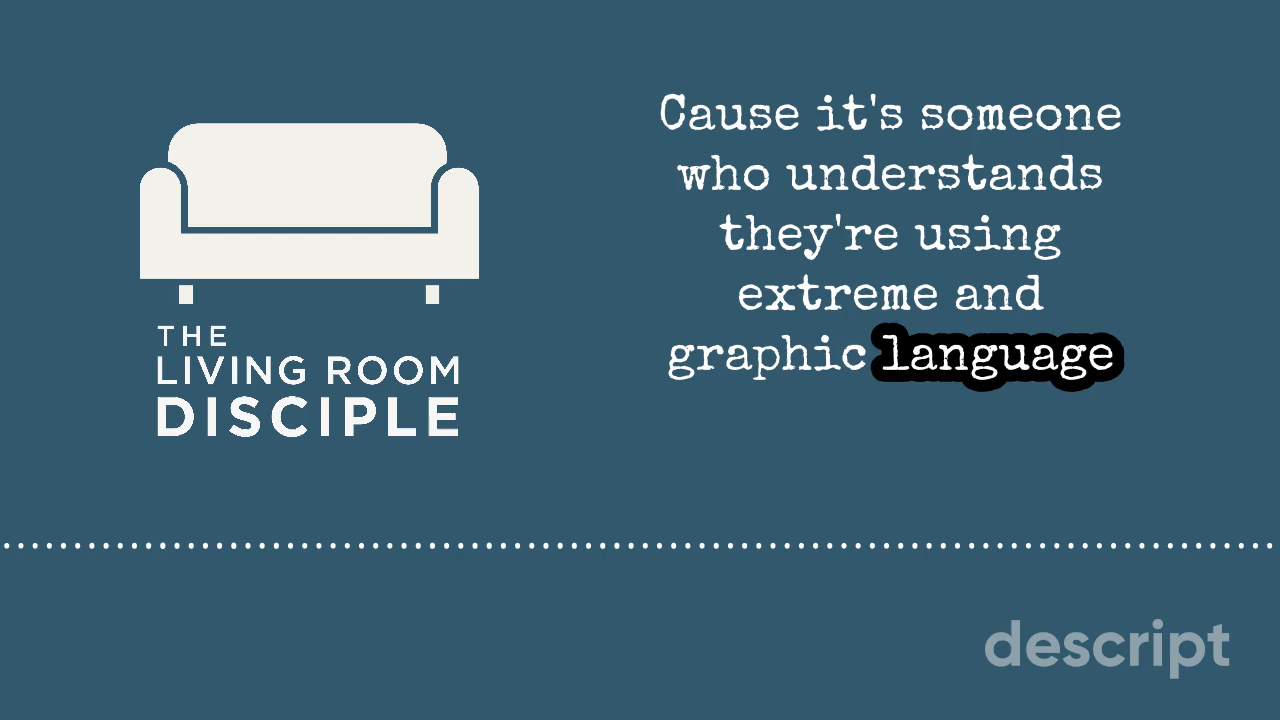 THE
LIVING ROOM
DISCIPLE
Cause it's someone
who understands
they're using
extreme and
graphic language
descript